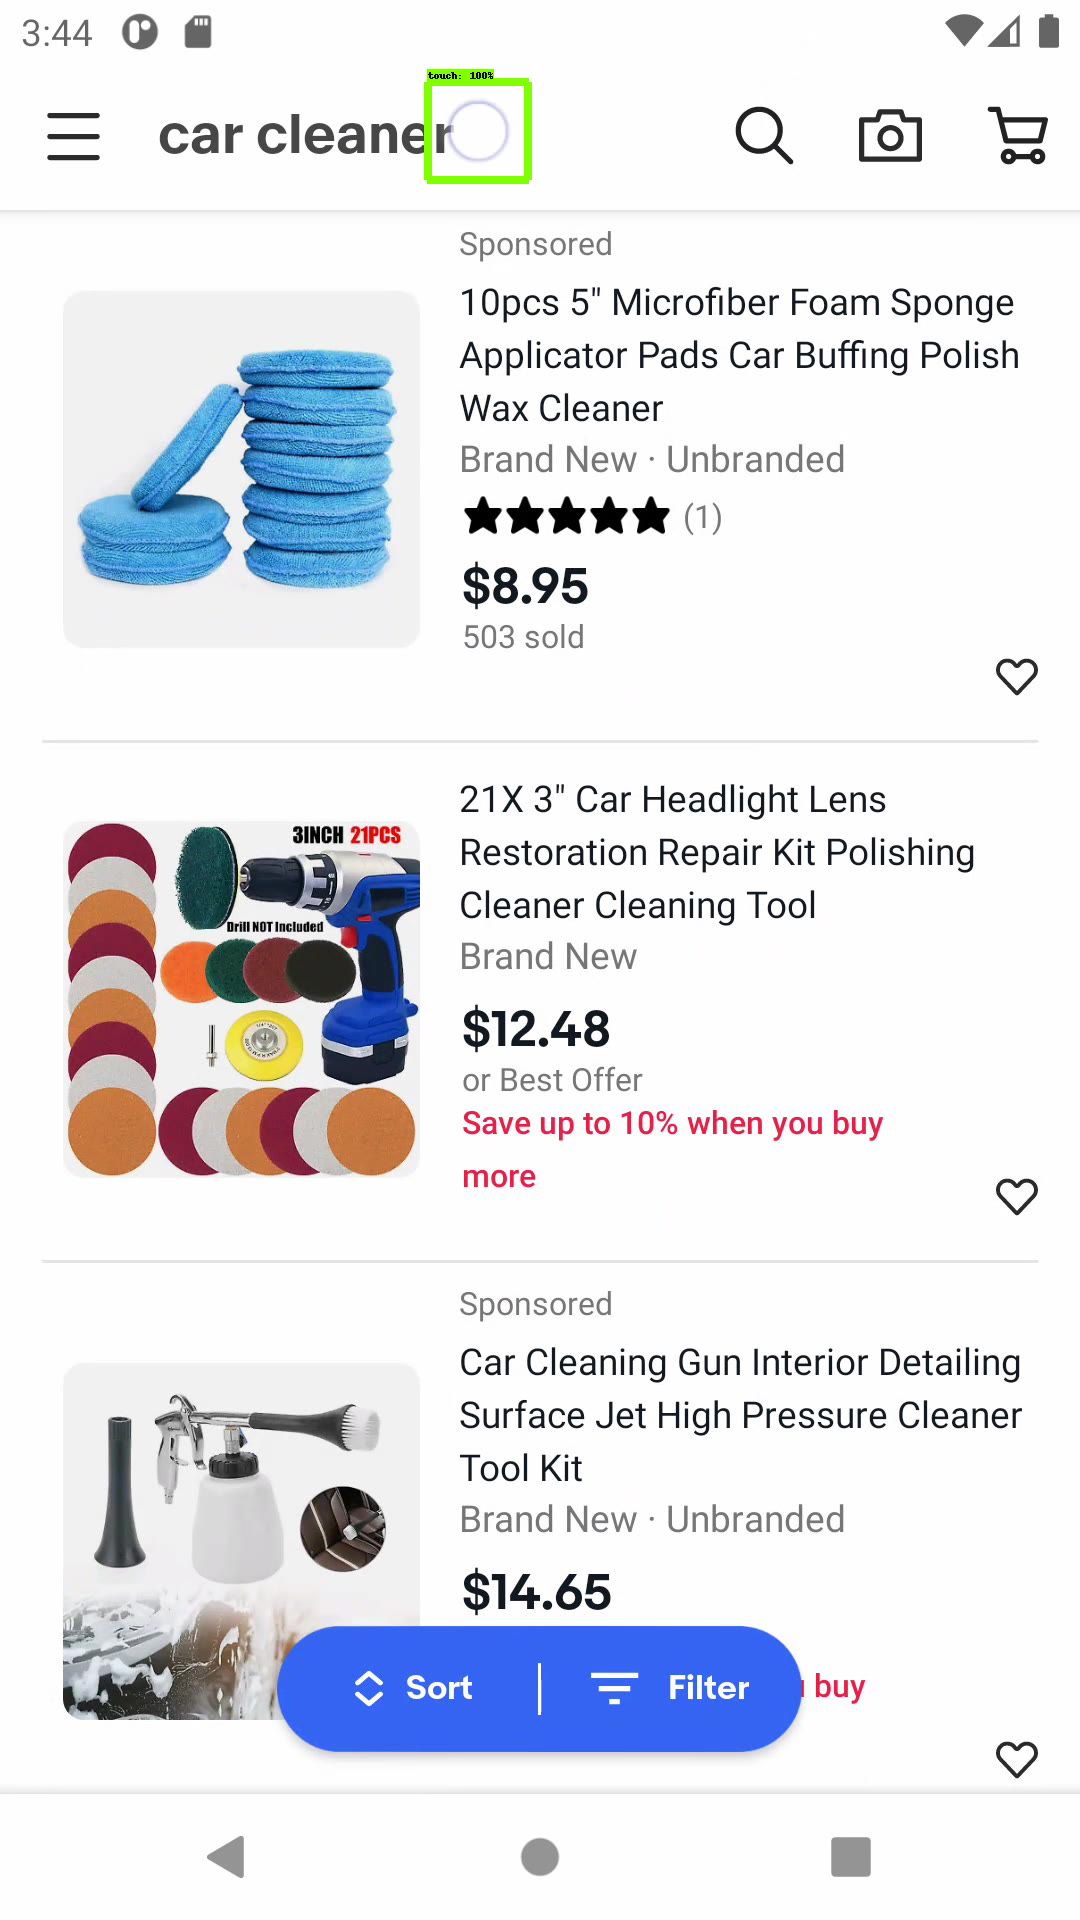 3:44
touch: 100%
car cleaner
Sponsored
10pcs 5" Microfiber Foam Sponge
Applicator Pads Car Buffing Polish
Wax Cleaner
Brand New · Unbranded
(1)
$8.95
503 sold
3INCH 21PCS
Drill NOT Included
21X 3" Car Headlight Lens
Restoration Repair Kit Polishing
Cleaner Cleaning Tool
Brand New
$12.48
or Best Offer
Save up to 10% when you buy
more
Sponsored
Car Cleaning Gun Interior Detailing
Surface Jet High Pressure Cleaner
Tool Kit
Brand New · Unbranded
$14.65
buy
Sort
Filter